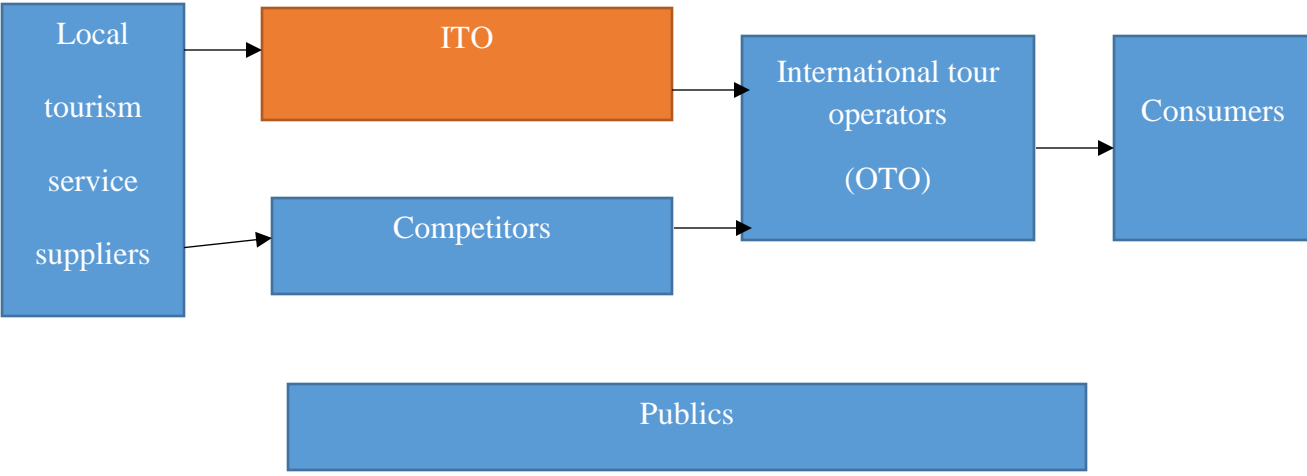 Local
tourism
service
suppliers
ITO
Competitors
International tour
operators
(OTO)
Consumers
Publics